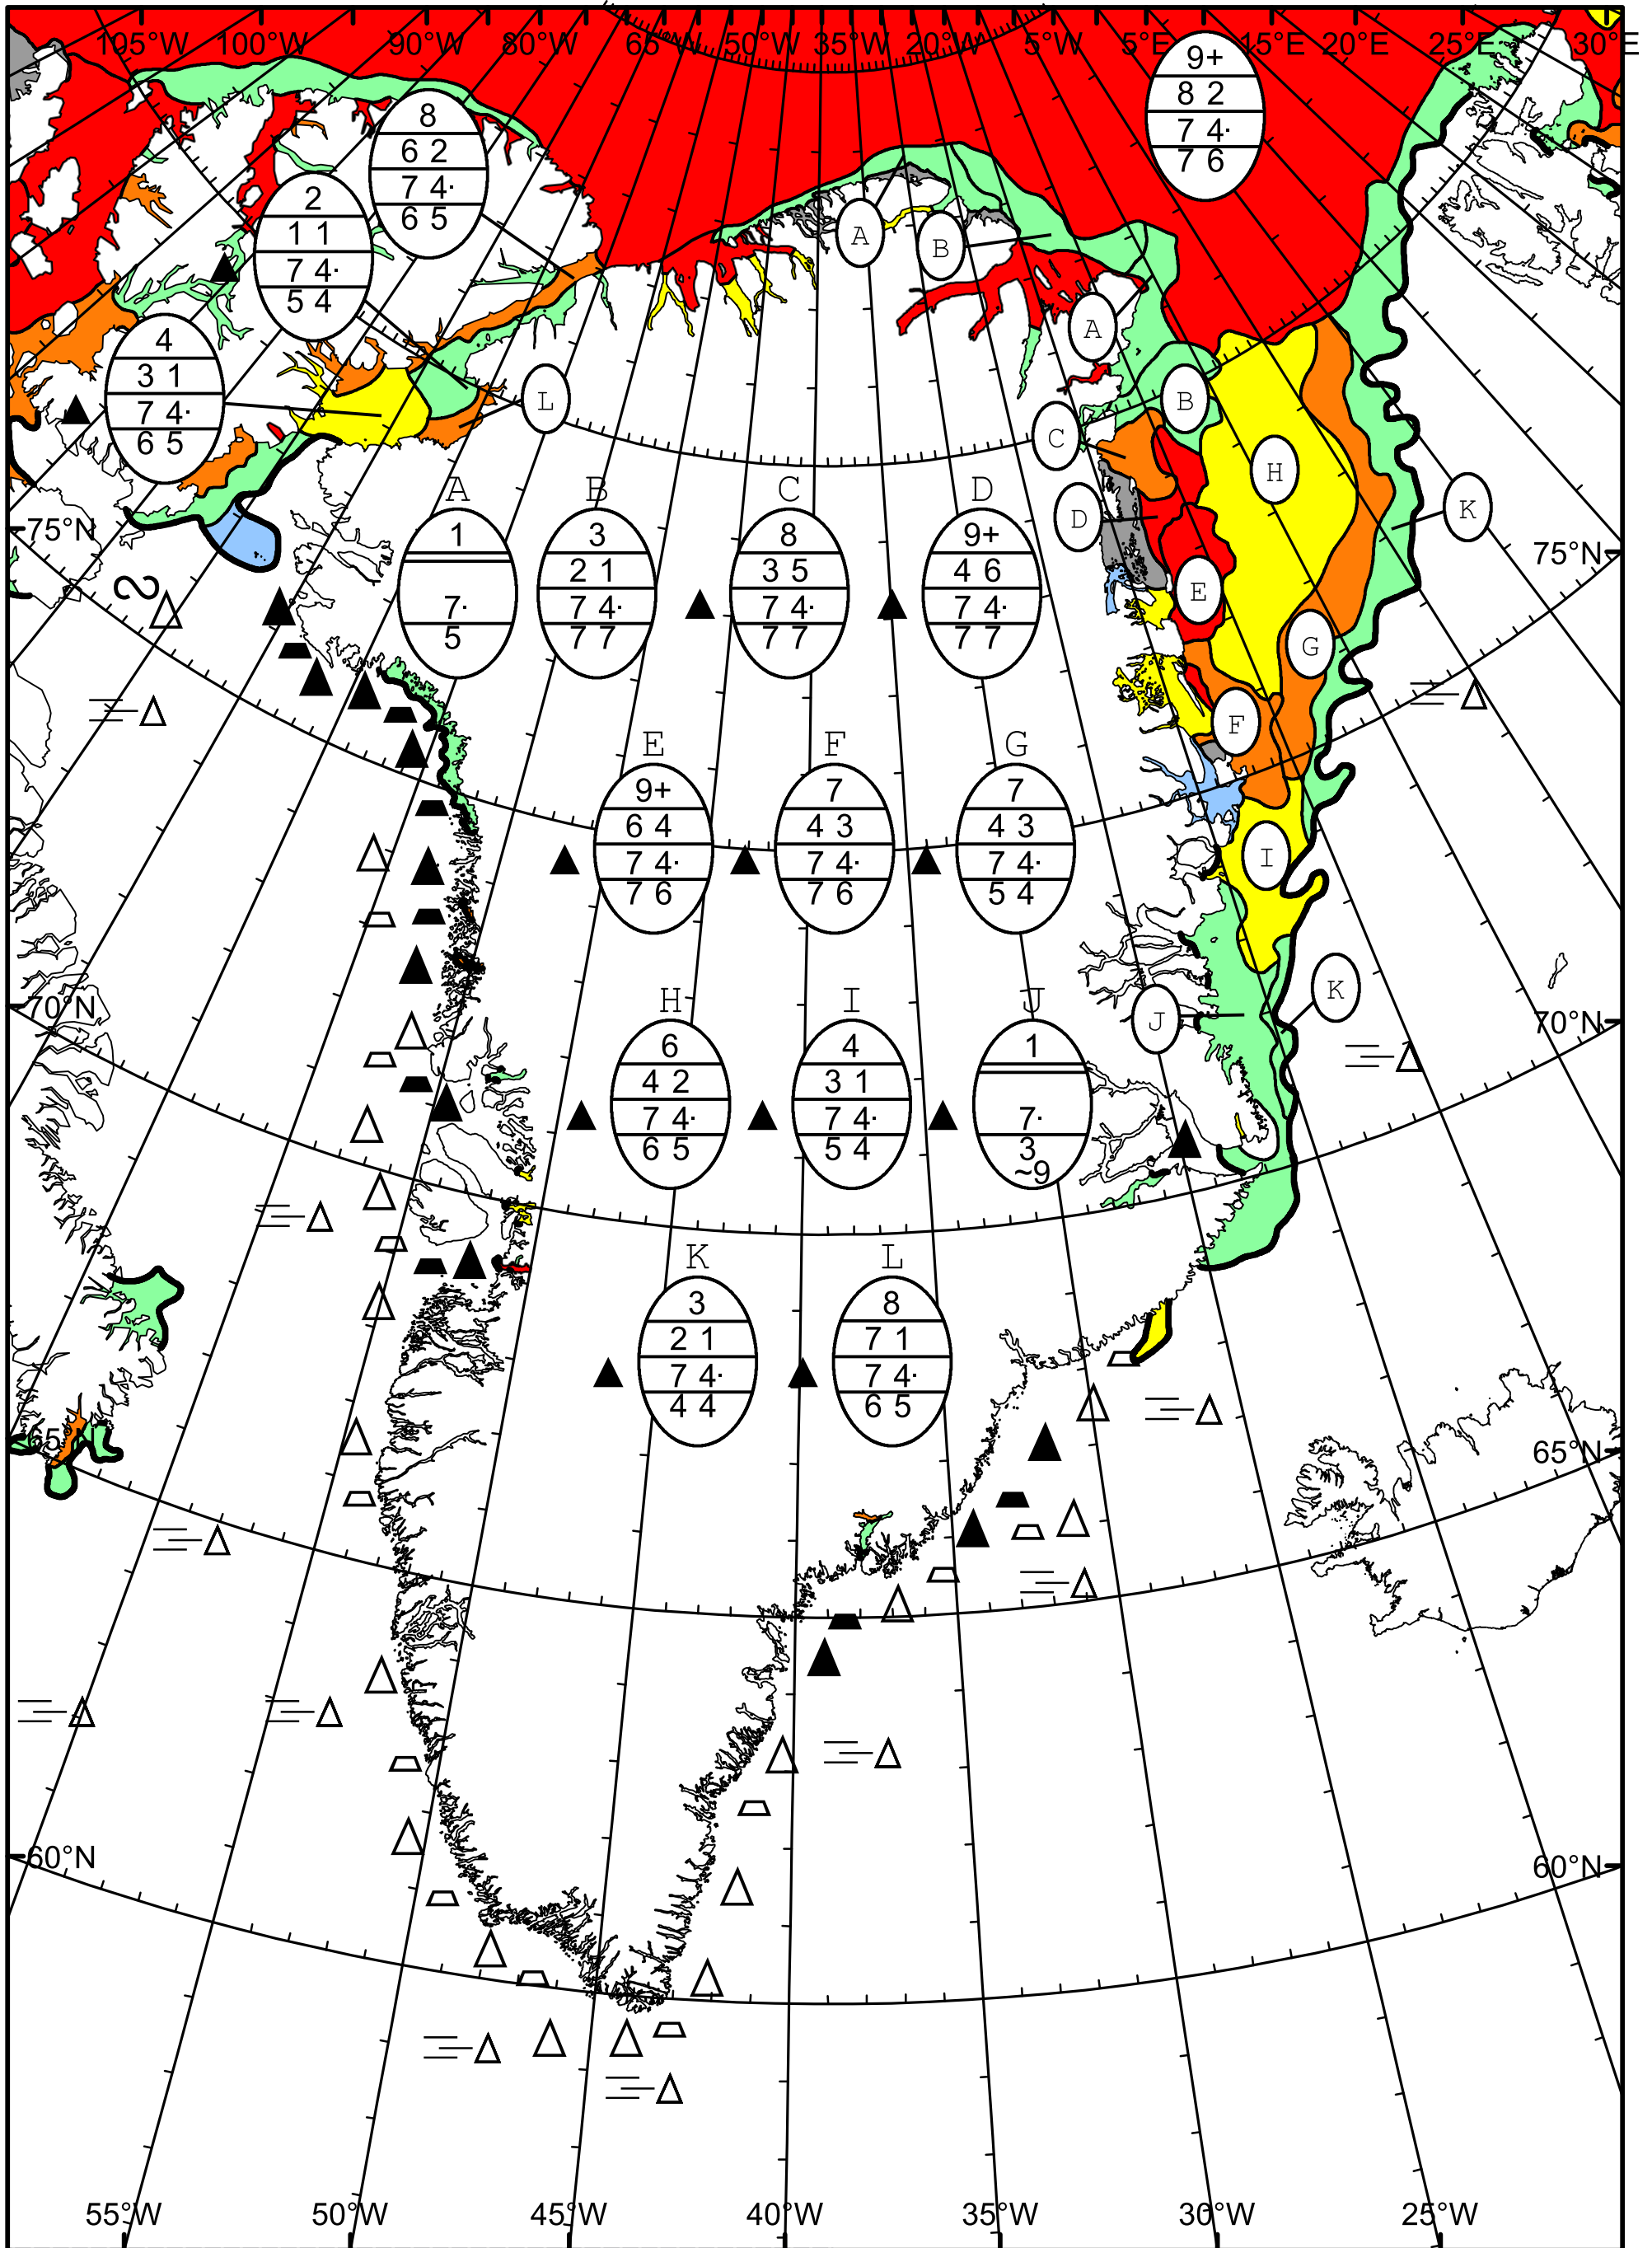 105°W 100°W 90°W 80°W 65°W 50°W 35°W 20°W 5°W 5°E 15°E 20°E 25°E 30°E
9+
8 2
7 4·
7 6
8
6 2
7 4·
6 5
2
1 1
7 4·
5 4
4
3 1
7 4·
6 5
A
B
A
B
C
D
E
H
K
L
G
F
I
K
J
75°N
75°N
A
1
7·
5
B
3
2 1
7 4·
7 7
C
8
3 5
7 4·
7 7
D
9+
4 6
7 4·
7 7
E
9+
6 4
7 4·
7 6
F
7
4 3
7 4·
7 6
G
7
4 3
7 4·
5 4
70°N
70°N
H
6
4 2
7 4·
6 5
I
4
3 1
7 4·
5 4
J
1
7·
3
~9
K
3
2 1
7 4·
4 4
L
8
7 1
7 4·
6 5
65°N
65°N
60°N
60°N
55°W 50°W 45°W 40°W 35°W 30°W 25°W